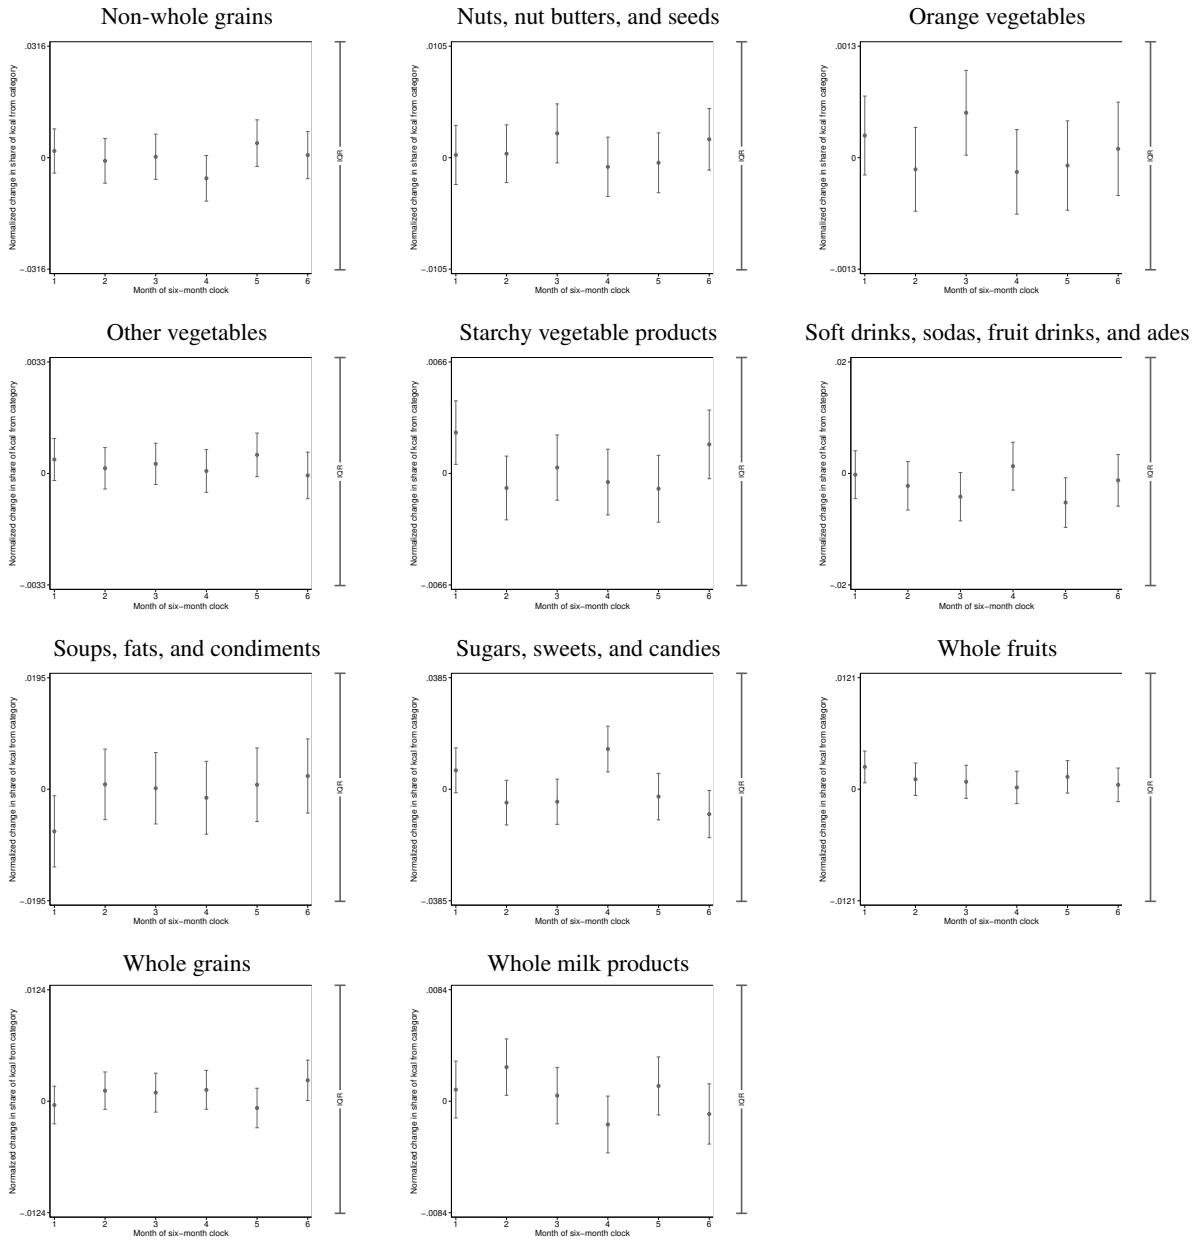 Non-whole grains
Normalized change in share of kcal from category
.0316
0
−.0316
1 2 3 4 5 6
Month of six−month clock
IQR
Nuts, nut butters, and seeds
Normalized change in share of kcal from category
.0105
0
−.0105
1 2 3 4 5 6
Month of six−month clock
IQR
Orange vegetables
Normalized change in share of kcal from category
.0013
0
−.0013
1 2 3 4 5 6
Month of six−month clock
IQR
Other vegetables
Normalized change in share of kcal from category
.0033
0
−.0033
1 2 3 4 5 6
Month of six−month clock
IQR
Starchy vegetable products
Normalized change in share of kcal from category
.0066
0
−.0066
1 2 3 4 5 6
Month of six−month clock
IQR
Soft drinks, sodas, fruit drinks, and ades
Normalized change in share of kcal from category
.02
0
−.02
1 2 3 4 5 6
Month of six−month clock
IQR
Soups, fats, and condiments
Normalized change in share of kcal from category
.0195
0
−.0195
1 2 3 4 5 6
Month of six−month clock
IQR
Sugars, sweets, and candies
Normalized change in share of kcal from category
.0385
0
−.0385
1 2 3 4 5 6
Month of six−month clock
IQR
Whole fruits
Normalized change in share of kcal from category
.0121
0
−.0121
1 2 3 4 5 6
Month of six−month clock
IQR
Whole grains
Normalized change in share of kcal from category
.0124
0
−.0124
1 2 3 4 5 6
Month of six−month clock
IQR
Whole milk products
Normalized change in share of kcal from category
.0084
0
−.0084
1 2 3 4 5 6
Month of six−month clock
IQR